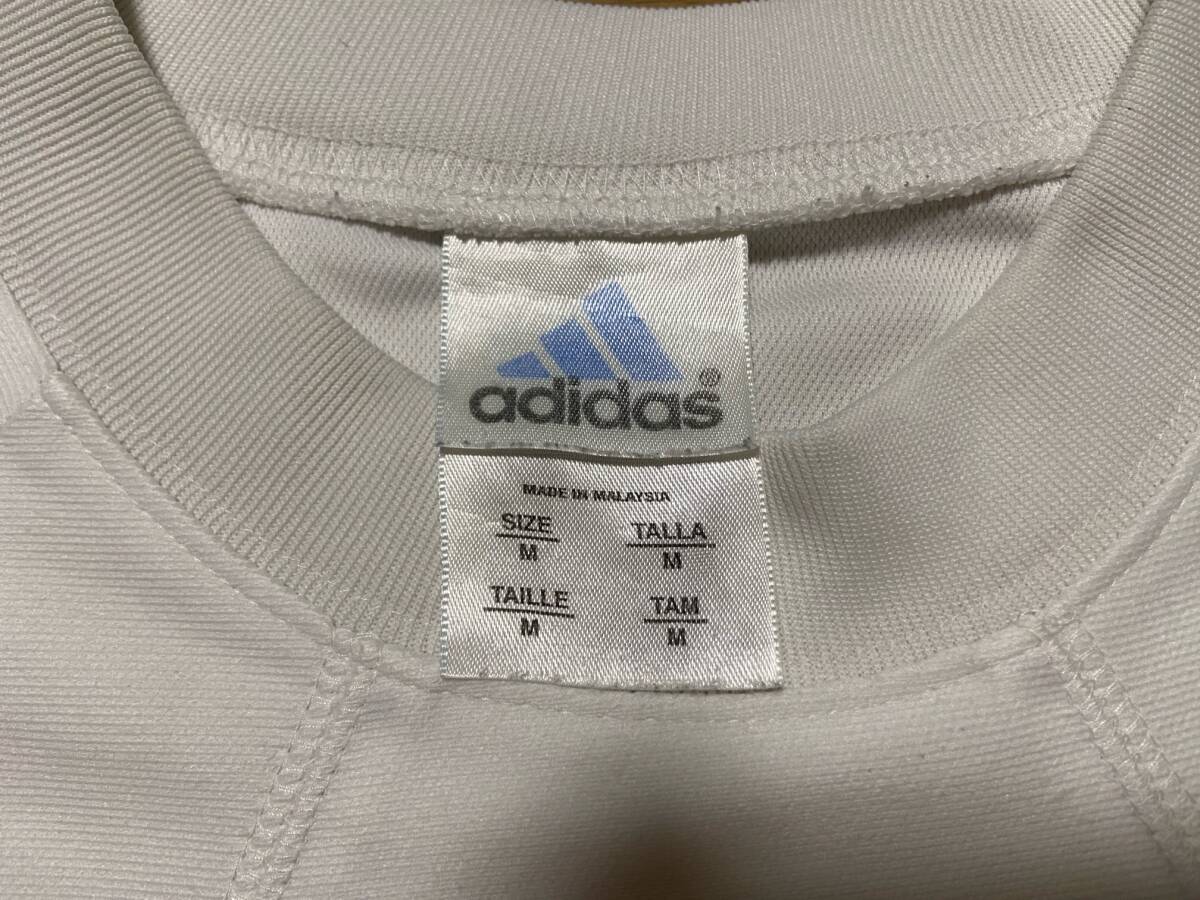 adidas®
MADE IN MALAYSIA
SIZE TALLA
M M
TAILLE TAM
M M